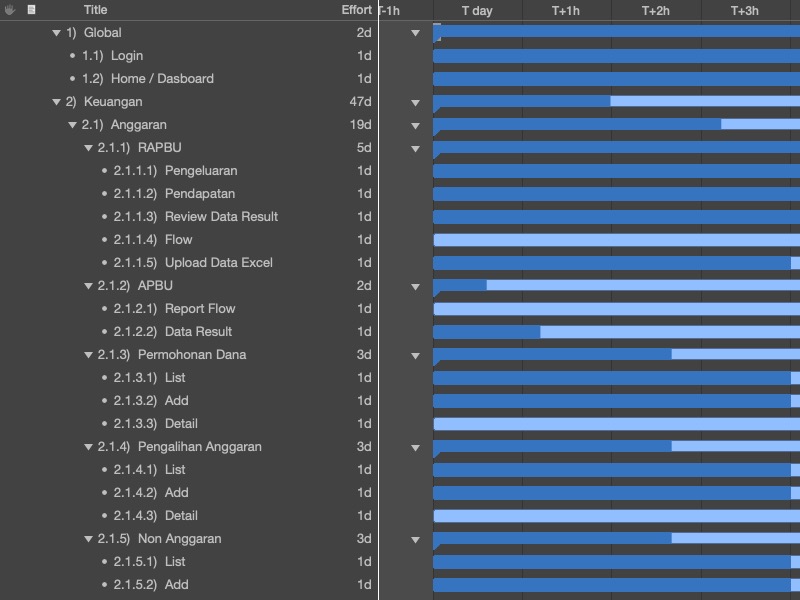 Title Effort T-1h T day T+1h T+2h T+3h
1) Global 2d
1.1) Login 1d
1.2) Home / Dasboard 1d
2) Keuangan 47d
2.1) Anggaran 19d
2.1.1) RAPBU 5d
2.1.1.1) Pengeluaran 1d
2.1.1.2) Pendapatan 1d
2.1.1.3) Review Data Result 1d
2.1.1.4) Flow 1d
2.1.1.5) Upload Data Excel 1d
2.1.2) APBU 2d
2.1.2.1) Report Flow 1d
2.1.2.2) Data Result 1d
2.1.3) Permohonan Dana 3d
2.1.3.1) List 1d
2.1.3.2) Add 1d
2.1.3.3) Detail 1d
2.1.4) Pengalihan Anggaran 3d
2.1.4.1) List 1d
2.1.4.2) Add 1d
2.1.4.3) Detail 1d
2.1.5) Non Anggaran 3d
2.1.5.1) List 1d
2.1.5.2) Add 1d